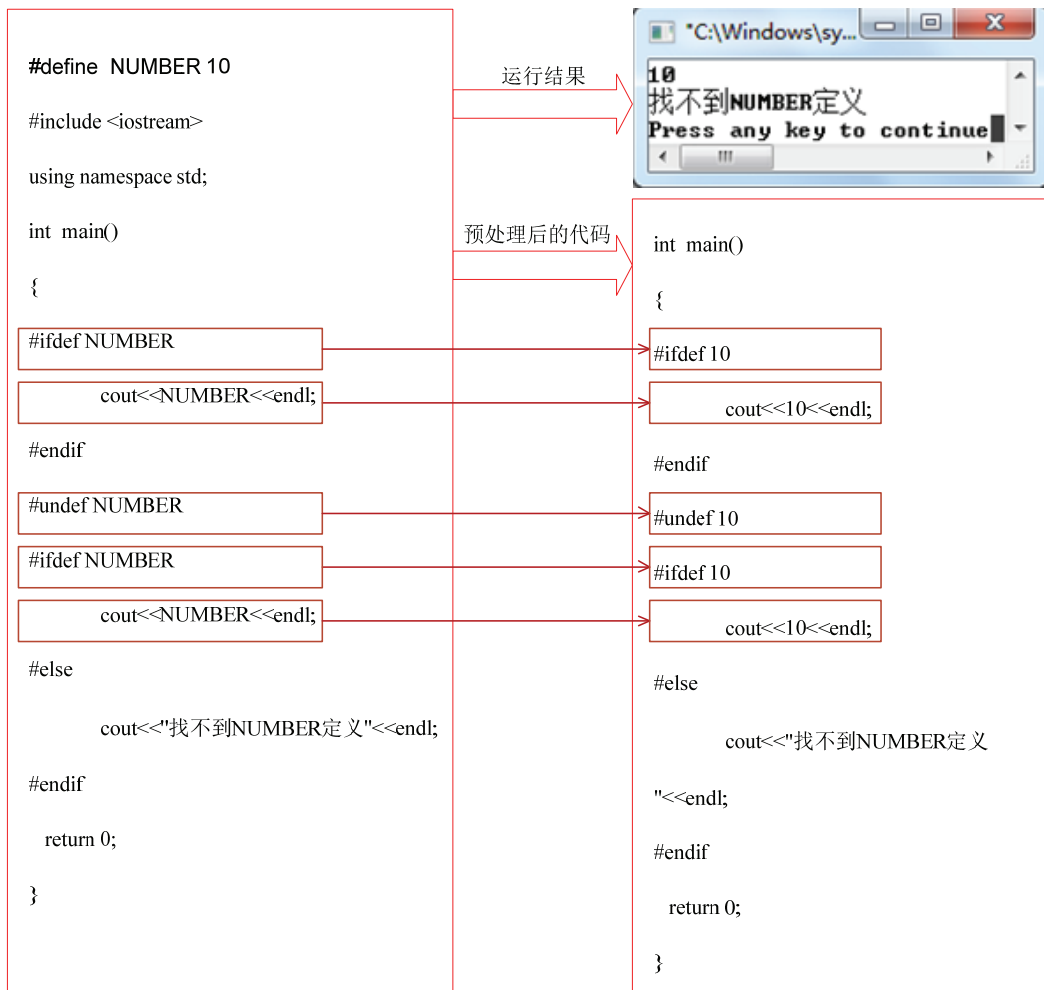 #define  NUMBER 10
#include <iostream>
using namespace std;
int  main()
{
#ifdef NUMBER
cout<<NUMBER<<endl;
#endif
#undef NUMBER
#ifdef NUMBER
cout<<NUMBER<<endl;
#else
cout<<"找不到NUMBER定义"<<endl;
#endif
return 0;
}
运行结果
"C:\Windows\sy...
10
找不到NUMBER定义
Press any key to continue
预处理后的代码
int  main()
{
#ifdef 10
cout<<10<<endl;
#endif
#undef 10
#ifdef 10
cout<<10<<endl;
#else
cout<<"找不到NUMBER定义
"<<endl;
#endif
return 0;
}